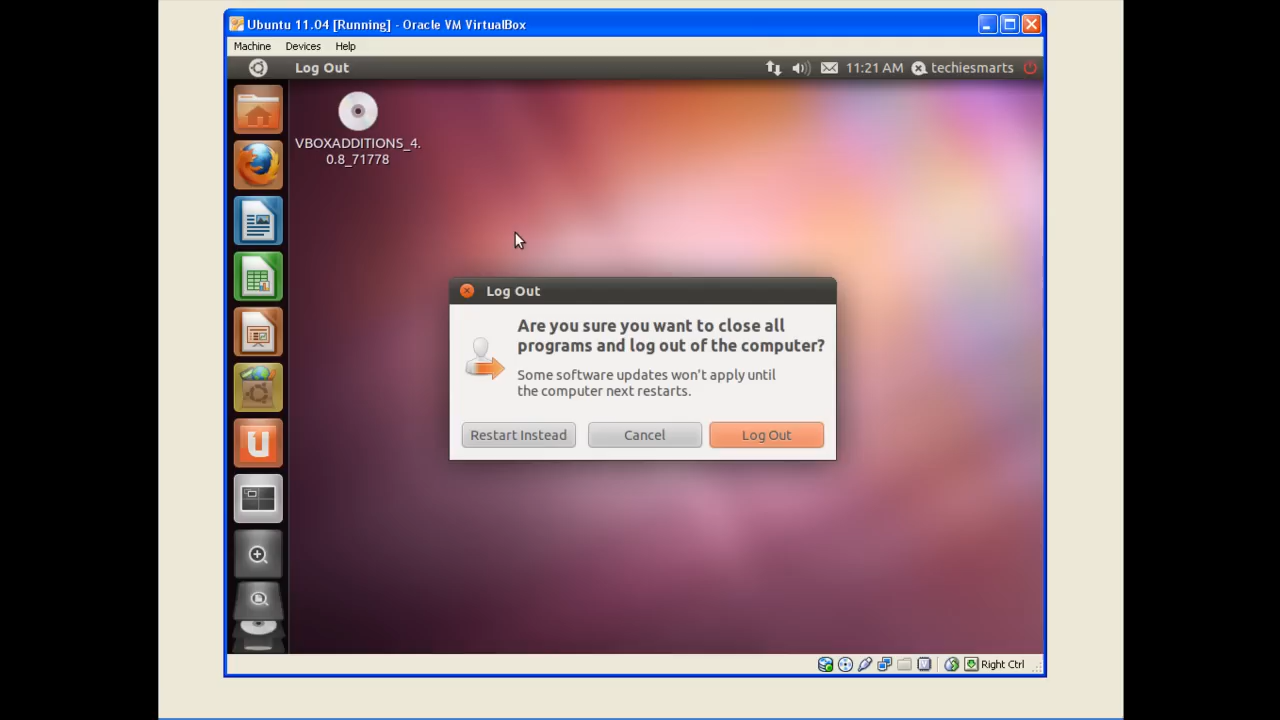 Ubuntu 11.04 [Running] - Oracle VM VirtualBox
Machine Devices Help
Log Out 11:21 AM techiesmarts
VBOXADDITIONS_4.
0.8_71778
Log Out
Are you sure you want to close all
programs and log out of the computer?
Some software updates won't apply until
the computer next restarts.
Restart Instead Cancel Log Out
Right Ctrl